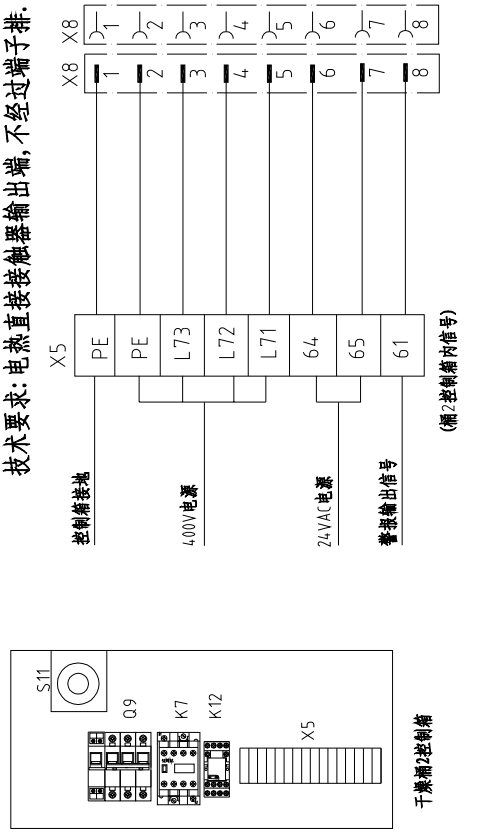 技术要求: 电热直接接触器输出端, 不经过端子排.
X8
1 2 3 4 5 6 7 8
X8
1 2 3 4 5 6 7 8
X5
PE PE L73 L72 L71 64 65 61
控制箱接地
400V电源
24VAC电源
警报输出信号
(桶2控制箱内信号)
S11
Q9
K7
K12
X5
干燥桶2控制箱